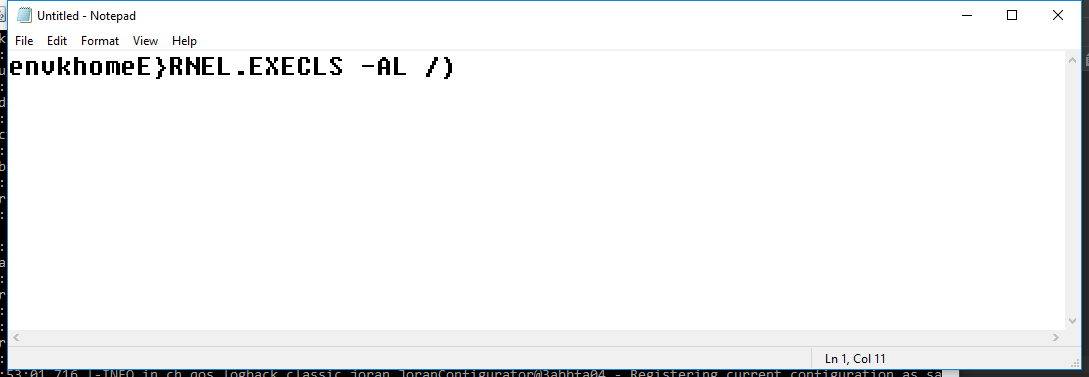 Untitled - Notepad
File Edit Format View Help
envkhomeE}RNEL.EXECLS -AL /)
Ln 1, Col 11
:53:01,716 |-INFO in ch.qos.logback.classic.joran.JoranConfigurator@3abbfa04 - Registering current configuration as sa